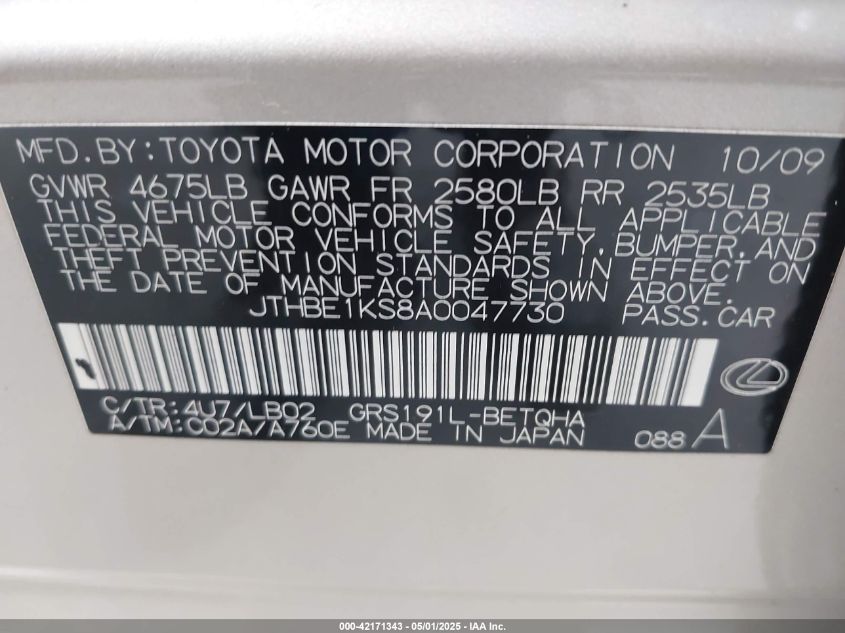 MFD.BY:TOYOTA MOTOR CORPORATION 10/09
GVWR 4675LB GAWR FR 2580LB RR 2535LB
THIS VEHICLE CONFORMS TO ALL APPLICABLE
FEDERAL MOTOR VEHICLE SAFETY, BUMPER, AND
THEFT PREVENTION STANDARDS IN EFFECT ON
THE DATE OF MANUFACTURE SHOWN ABOVE.
JTHBE1KS8A0047730 PASS.CAR
C/TR:4U7/LB02 GRS191L-BETQHA
A/TM:C02A/A760E MADE IN JAPAN 088 A
000-42171343 - 05/01/2025 - IAA Inc.